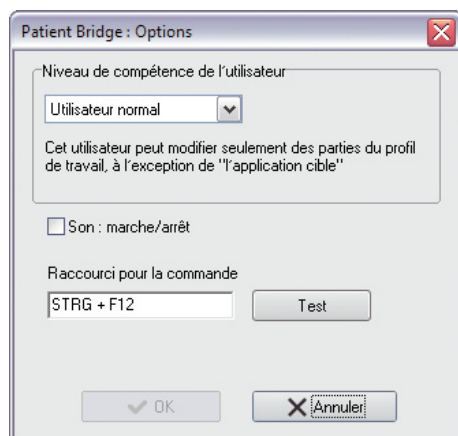 Patient Bridge : Options
Niveau de compétence de l'utilisateur
Utilisateur normal
Cet utilisateur peut modifier seulement des parties du profil
de travail, à l'exception de "l'application cible"
Son : marche/arrêt
Raccourci pour la commande
STRG + F12
Test
OK
Annuler